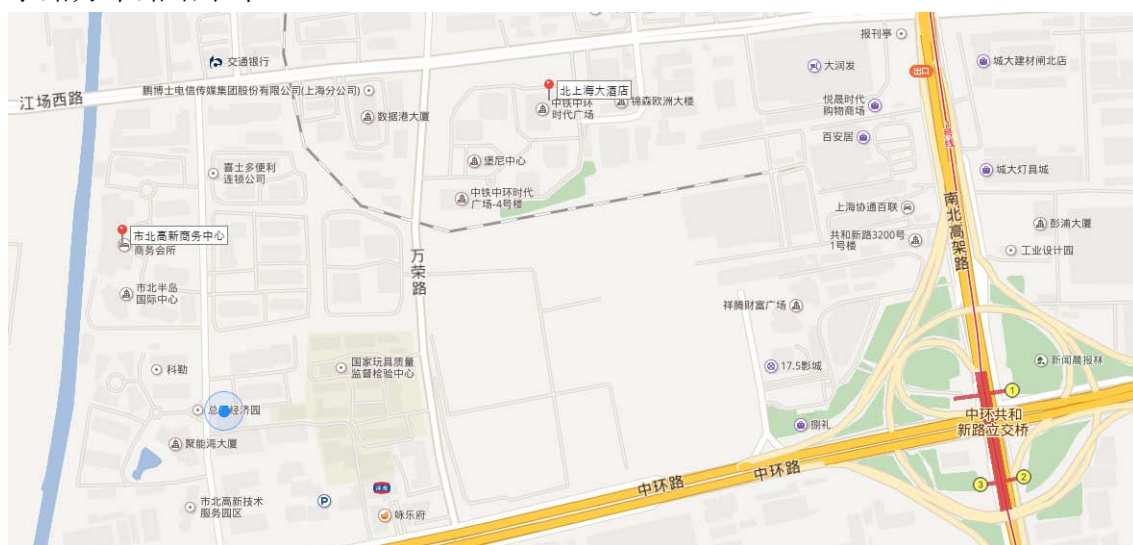 报刊亭
交通银行
大润发
城大建材闸北店
出口
江场西路
鹏博士电信传媒集团股份有限公司(上海分公司)
北上海大酒店
中铁中环
时代广场
锦森欧洲大楼
悦晟时代
购物商场
数据港大厦
百安居
号线
喜士多便利
连锁公司
堡尼中心
城大灯具城
中铁中环时代
广场-4号楼
上海协通百联
南北高架路
彭浦大厦
市北高新商务中心
商务会所
共和新路3200号
1号楼
工业设计园
万荣路
市北半岛
国际中心
祥腾财富广场
科勒
国家玩具质量
监督检验中心
17.5影城
新闻晨报林
1
中环共和
新路立交桥
捌礼
聚能湾大厦
中环路
中环路
3
2
市北高新技术
服务园区
P
咏乐府